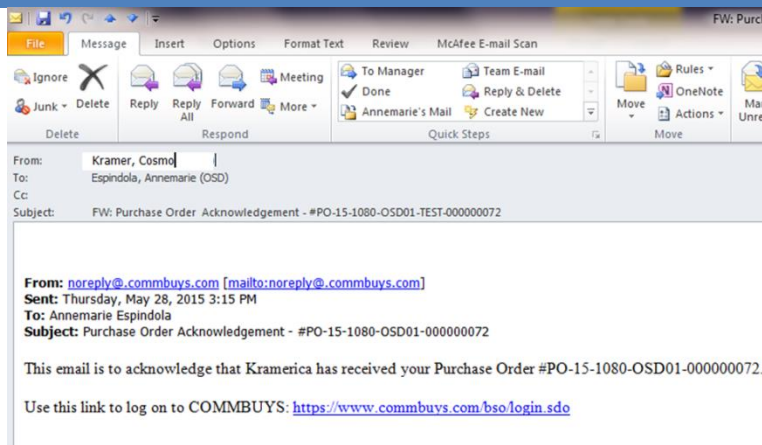 FW: Purc
File Message Insert Options Format Text Review McAfee E-mail Scan
Ignore
Junk
Delete
Reply
Reply All
Forward
Meeting
More
To Manager
Done
Annemarie's Mail
Team E-mail
Reply & Delete
Create New
Move
Rules
OneNote
Actions
Mar
Unre
Delete Respond Quick Steps Move
From: Kramer, Cosmo
To: Espindola, Annemarie (OSD)
Cc:
Subject: FW: Purchase Order Acknowledgement - #PO-15-1080-OSD01-TEST-000000072
From: noreply@.commbuys.com [mailto:noreply@.commbuys.com]
Sent: Thursday, May 28, 2015 3:15 PM
To: Annemarie Espindola
Subject: Purchase Order Acknowledgement - #PO-15-1080-OSD01-000000072
This email is to acknowledge that Kramerica has received your Purchase Order #PO-15-1080-OSD01-000000072.
Use this link to log on to COMMBUYS: https://www.commbuys.com/bso/login.sdo